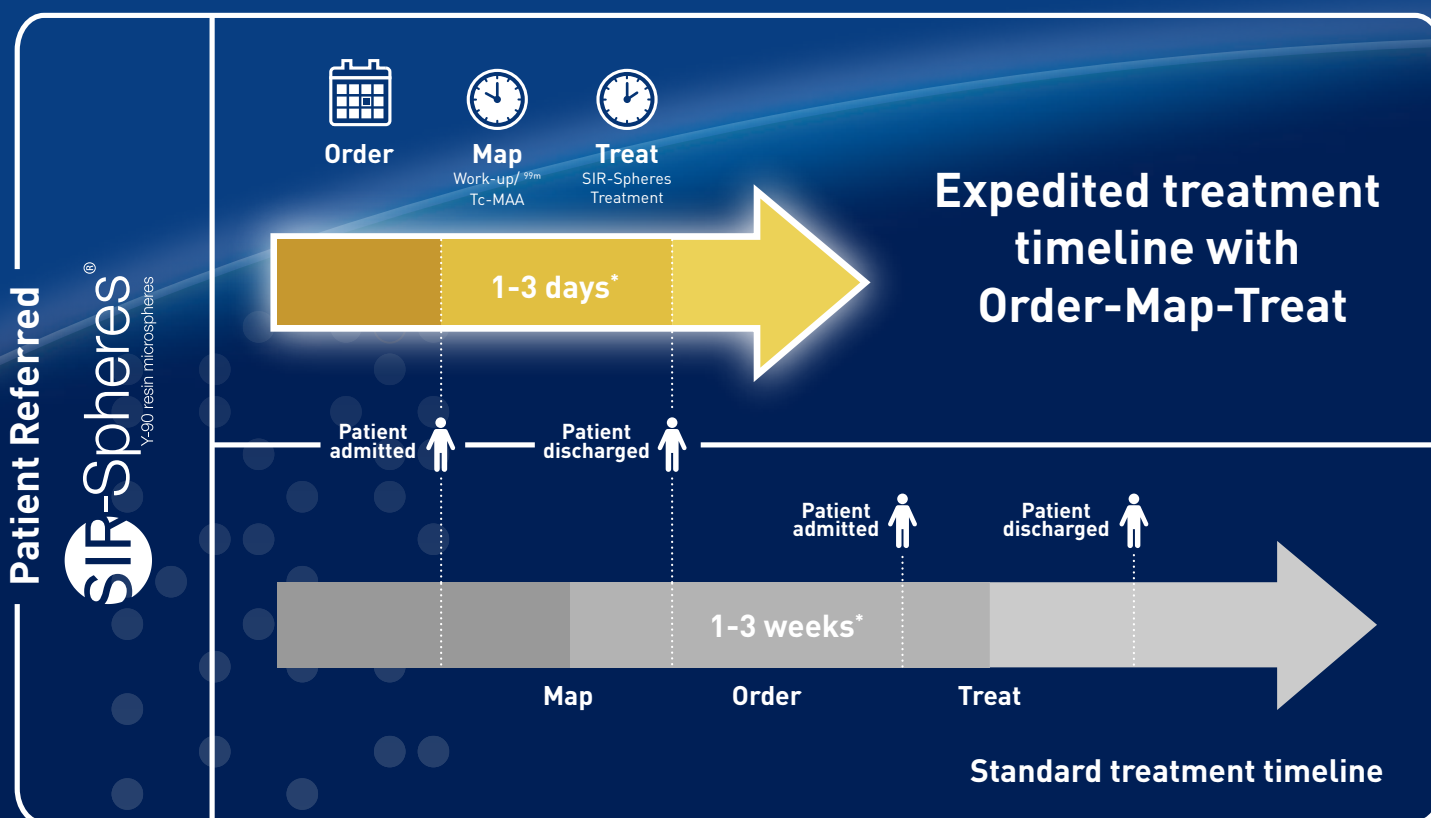 Patient Referred
SIR-Spheres®
Y-90 resin microspheres
Order
Map
Work-up/ 99m
Tc-MAA
Treat
SIR-Spheres
Treatment
1-3 days*
Expedited treatment
timeline with
Order-Map-Treat
Patient
admitted
Patient
discharged
Patient
admitted
Patient
discharged
1-3 weeks*
Map
Order
Treat
Standard treatment timeline